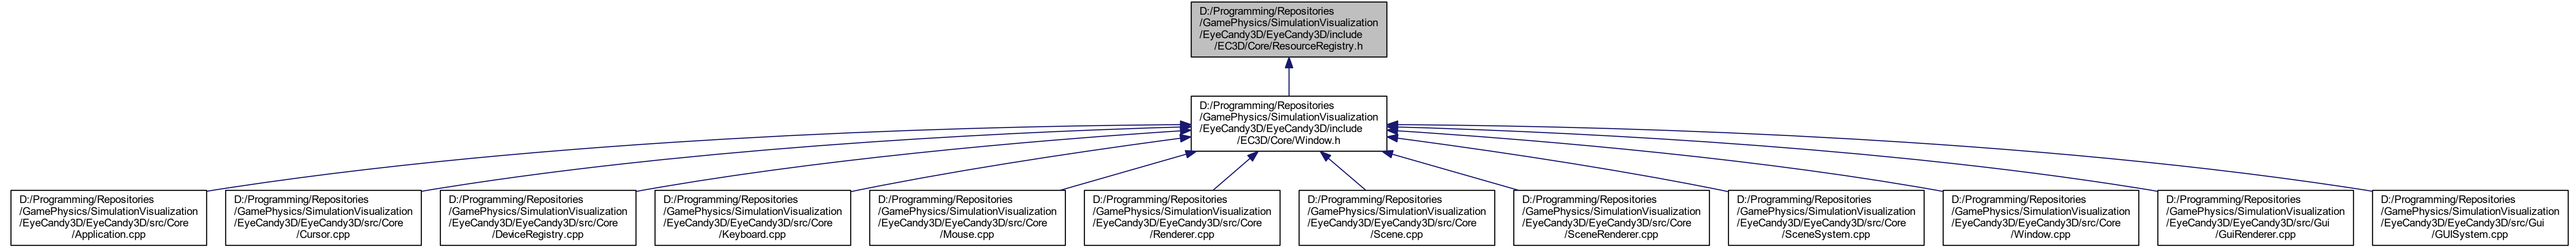 D:/Programming/Repositories
/GamePhysics/SimulationVisualization
/EyeCandy3D/EyeCandy3D/include
/EC3D/Core/ResourceRegistry.h
D:/Programming/Repositories
/GamePhysics/SimulationVisualization
/EyeCandy3D/EyeCandy3D/include
/EC3D/Core/Window.h
D:/Programming/Repositories
/GamePhysics/SimulationVisualization
/EyeCandy3D/EyeCandy3D/src/Core
/Application.cpp
D:/Programming/Repositories
/GamePhysics/SimulationVisualization
/EyeCandy3D/EyeCandy3D/src/Core
/Cursor.cpp
D:/Programming/Repositories
/GamePhysics/SimulationVisualization
/EyeCandy3D/EyeCandy3D/src/Core
/DeviceRegistry.cpp
D:/Programming/Repositories
/GamePhysics/SimulationVisualization
/EyeCandy3D/EyeCandy3D/src/Core
/Keyboard.cpp
D:/Programming/Repositories
/GamePhysics/SimulationVisualization
/EyeCandy3D/EyeCandy3D/src/Core
/Mouse.cpp
D:/Programming/Repositories
/GamePhysics/SimulationVisualization
/EyeCandy3D/EyeCandy3D/src/Core
/Renderer.cpp
D:/Programming/Repositories
/GamePhysics/SimulationVisualization
/EyeCandy3D/EyeCandy3D/src/Core
/Scene.cpp
D:/Programming/Repositories
/GamePhysics/SimulationVisualization
/EyeCandy3D/EyeCandy3D/src/Core
/SceneRenderer.cpp
D:/Programming/Repositories
/GamePhysics/SimulationVisualization
/EyeCandy3D/EyeCandy3D/src/Core
/SceneSystem.cpp
D:/Programming/Repositories
/GamePhysics/SimulationVisualization
/EyeCandy3D/EyeCandy3D/src/Core
/Window.cpp
D:/Programming/Repositories
/GamePhysics/SimulationVisualization
/EyeCandy3D/EyeCandy3D/src/Gui
/GuiRenderer.cpp
D:/Programming/Repositories
/GamePhysics/SimulationVisualization
/EyeCandy3D/EyeCandy3D/src/Gui
/GUISystem.cpp